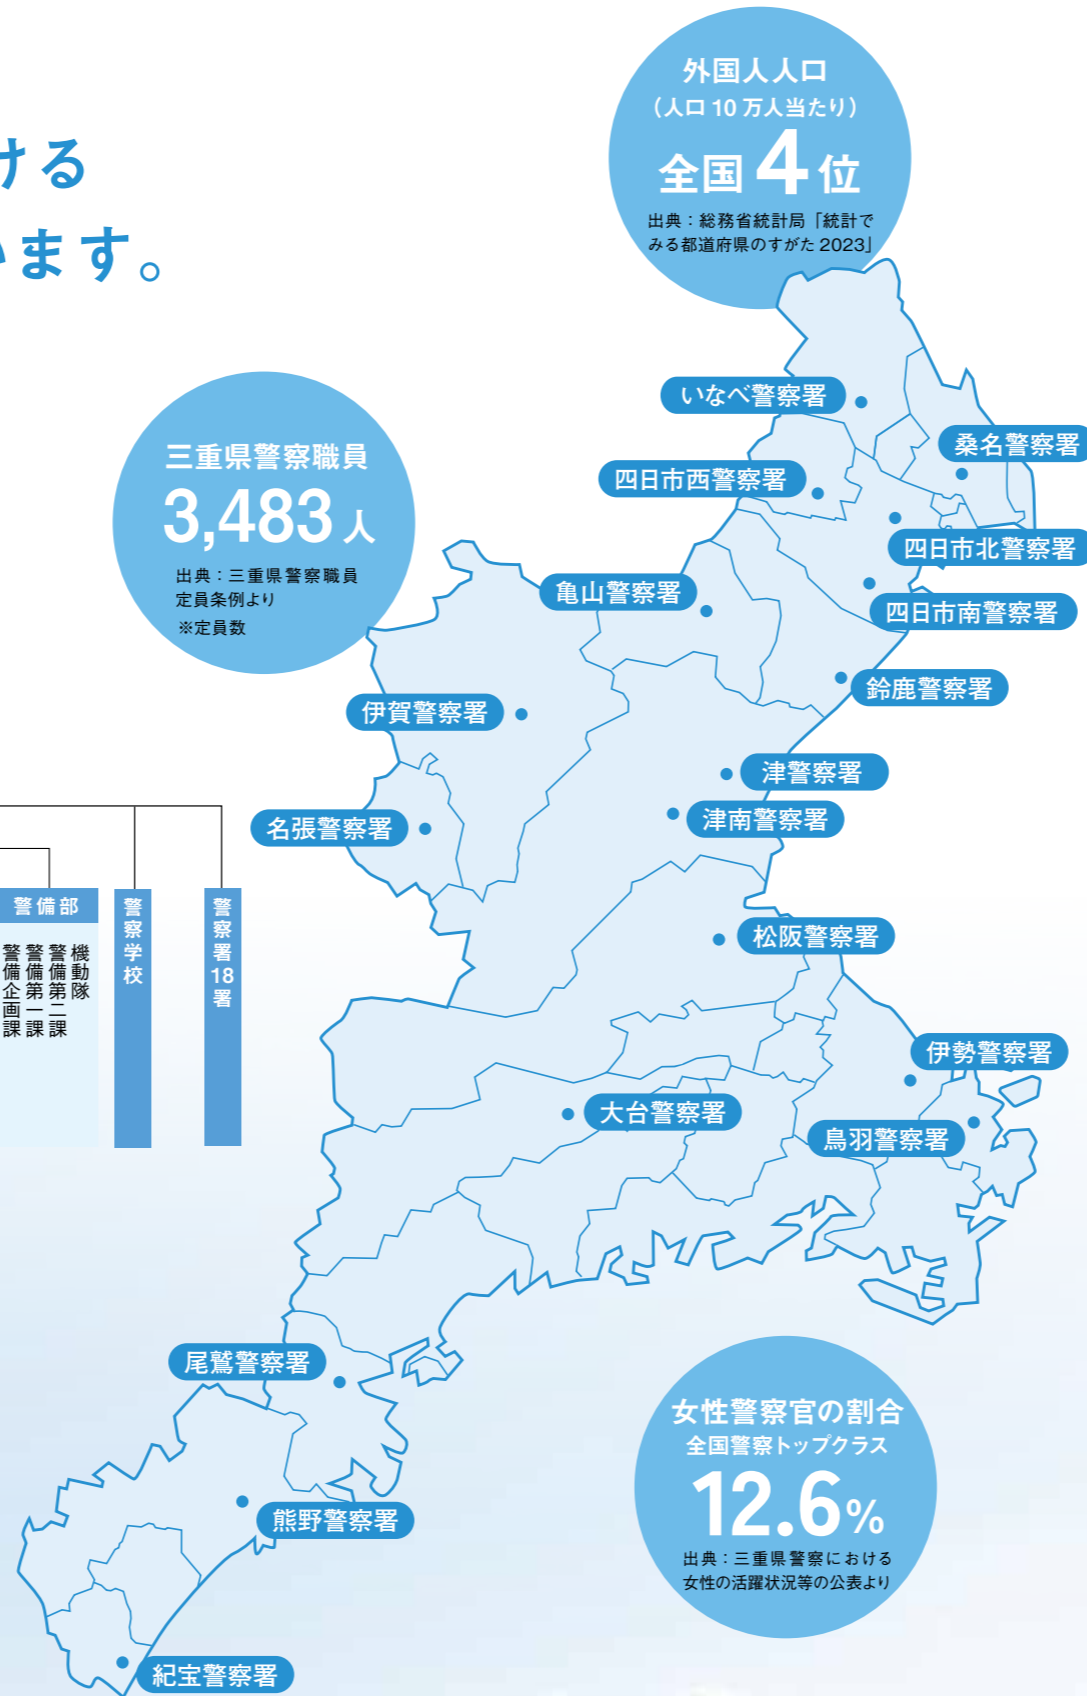 ける
います。
外国人人口
（人口 10 万人当たり）
全国 4 位
出典：総務省統計局「統計で
みる都道府県のすがた 2023」
三重県警察職員
3,483 人
出典：三重県警察職員
定員条例より
※定員数
いなべ警察署
桑名警察署
四日市西警察署
四日市北警察署
亀山警察署
四日市南警察署
鈴鹿警察署
伊賀警察署
津警察署
津南警察署
名張警察署
松阪警察署
伊勢警察署
大台警察署
鳥羽警察署
尾鷲警察署
熊野警察署
紀宝警察署
警察署18署
警察学校
警備部
機動隊
警備第二課
警備第一課
警備企画課
女性警察官の割合
全国警察トップクラス
12.6%
出典：三重県警察における
女性の活躍状況等の公表より